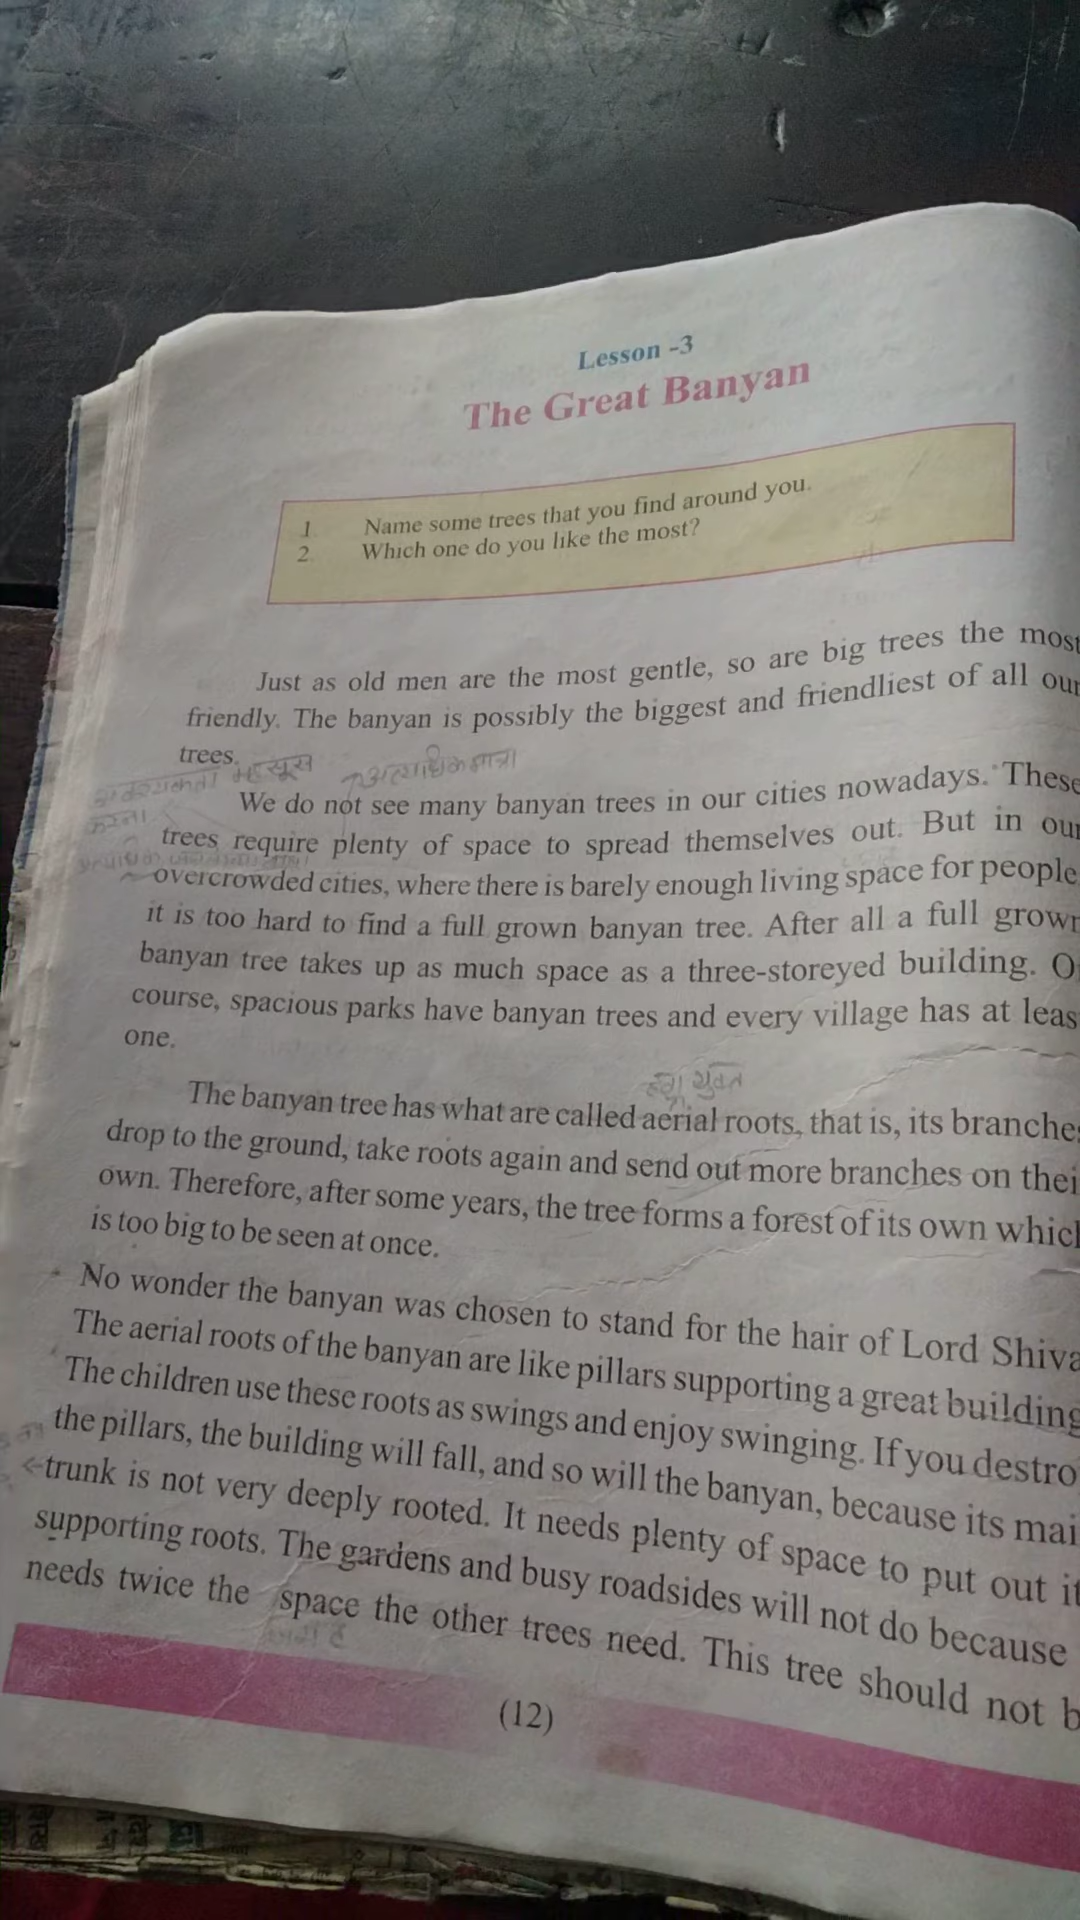 Lesson -3
The Great Banyan
1 Name some trees that you find around you.
2. Which one do you like the most?
Just as old men are the most gentle, so are big trees the most
friendly. The banyan is possibly the biggest and friendliest of all our
trees.
महसूस अत्याधिक मात्रा
करना
We do not see many banyan trees in our cities nowadays. These
trees require plenty of space to spread themselves out. But in our
overcrowded cities, where there is barely enough living space for people
it is too hard to find a full grown banyan tree. After all a full grown
banyan tree takes up as much space as a three-storeyed building. O
course, spacious parks have banyan trees and every village has at leas
one.
युक्त
The banyan tree has what are called aerial roots, that is, its branche
drop to the ground, take roots again and send out more branches on thei
own. Therefore, after some years, the tree forms a forest of its own which
is too big to be seen at once.
No wonder the banyan was chosen to stand for the hair of Lord Shiva
The aerial roots of the banyan are like pillars supporting a great building
The children use these roots as swings and enjoy swinging. If you destro
the pillars, the building will fall, and so will the banyan, because its mai
trunk is not very deeply rooted. It needs plenty of space to put out it
supporting roots. The gardens and busy roadsides will not do because
needs twice the space the other trees need. This tree should not b
(12)